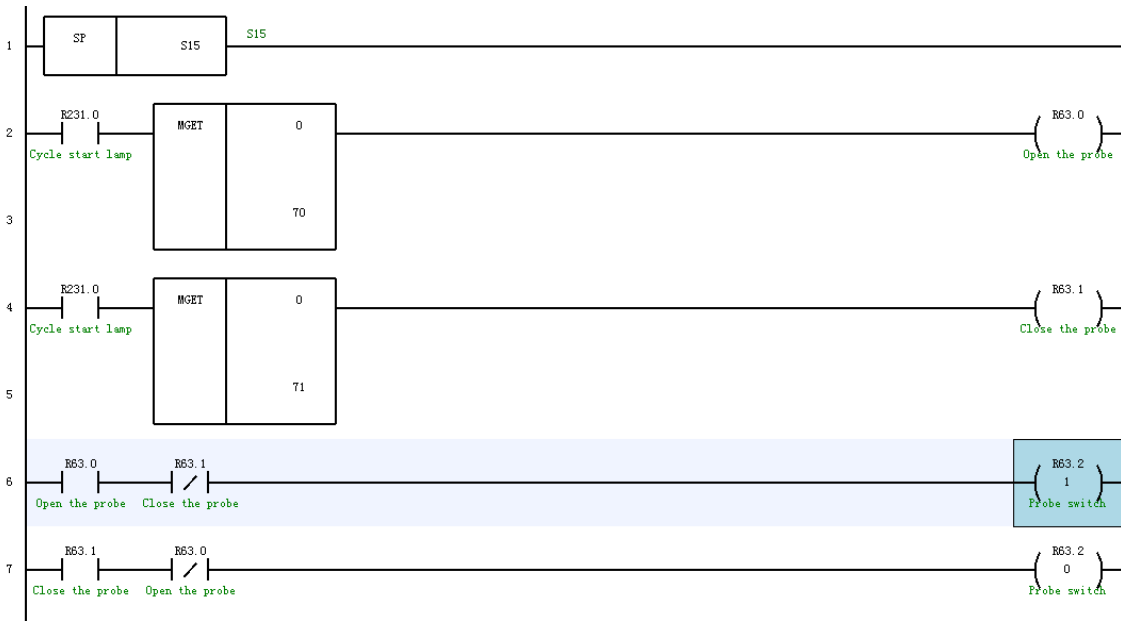 1 SP S15 S15
R231.0 R63.0
2 MGET 0
Cycle start lamp Open the probe
3 70
R231.0 R63.1
4 MGET 0
Cycle start lamp Close the probe
5 71
R63.0 R63.1 R63.2
6 1
Open the probe Close the probe Probe switch
R63.1 R63.0 R63.2
7 0
Close the probe Open the probe Probe switch